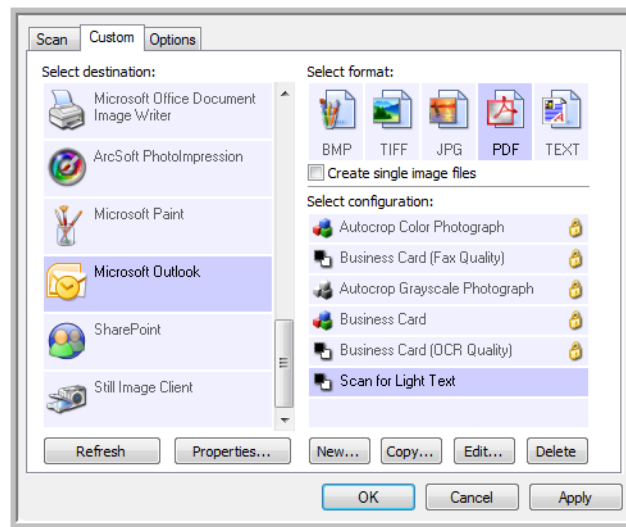 Scan Custom Options
Select destination:
Microsoft Office Document
Image Writer
ArcSoft PhotoImpression
Microsoft Paint
Microsoft Outlook
SharePoint
Still Image Client
Refresh Properties...
Select format:
BMP TIFF JPG PDF TEXT
Create single image files
Select configuration:
Autocrop Color Photograph
Business Card (Fax Quality)
Autocrop Grayscale Photograph
Business Card
Business Card (OCR Quality)
Scan for Light Text
New... Copy... Edit... Delete
OK Cancel Apply